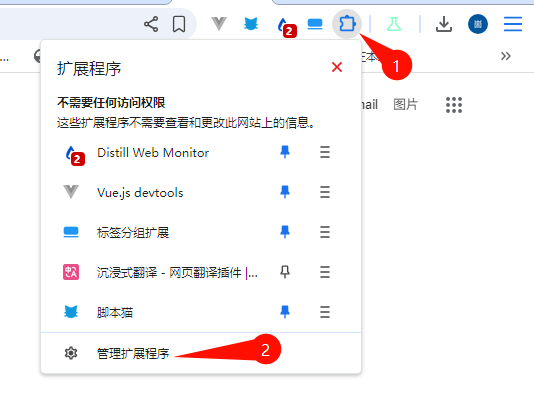 2
1
...
在本
»
扩展程序
不需要任何访问权限
这些扩展程序不需要查看和更改此网站上的信息。
mail
图片
2
Distill Web Monitor
Vue.js devtools
标签分组扩展
沉浸式翻译 - 网页翻译插件 |...
脚本猫
管理扩展程序
2